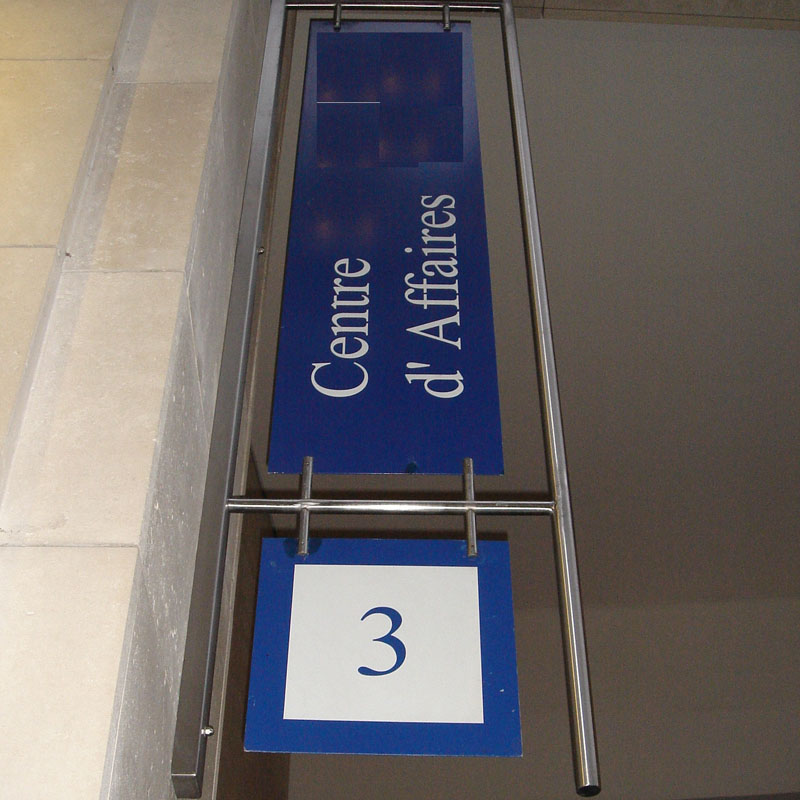 Centre
d' Affaires
3